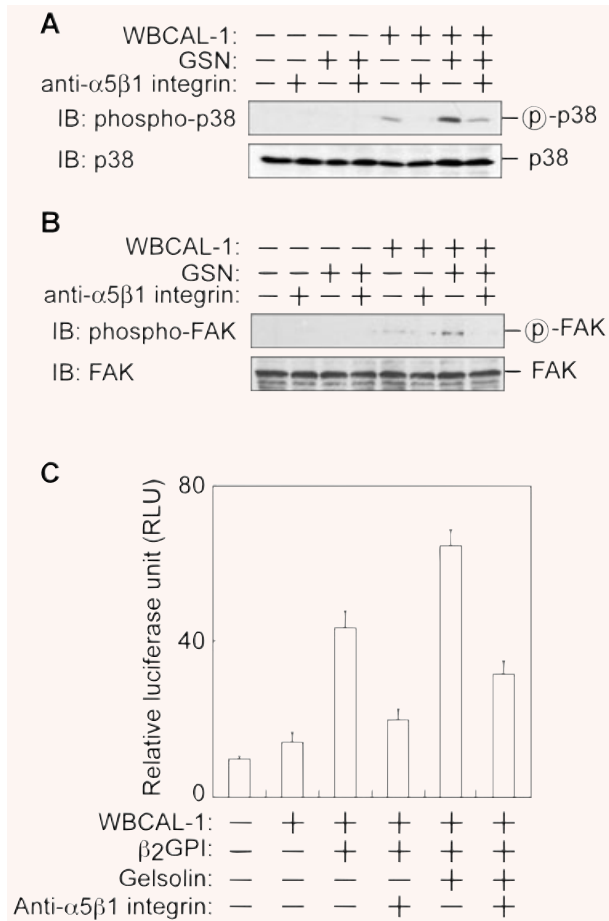 A
WBCAL-1: — — — — + + + +
GSN: — — + + — — + +
anti-α5β1 integrin: — + — + — + — +
IB: phospho-p38 — ⓟ-p38
IB: p38 — p38
B
WBCAL-1: — — — — + + + +
GSN: — — + + — — + +
anti-α5β1 integrin: — + — + — + — +
IB: phospho-FAK — ⓟ-FAK
IB: FAK — FAK
C
Relative luciferase unit (RLU)
80
40
0
WBCAL-1: — + + + + +
β2GPI: — — + + + +
Gelsolin: — — — — + +
Anti-α5β1 integrin: — — — + — +